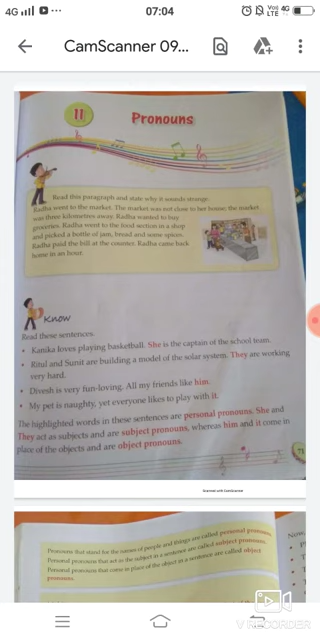 4G
07:04
4G
CamScanner 09...
11
Pronouns
Read this paragraph and state why it sounds strange.
Radha went to the market. The market was not close to her house; the market
was three kilometres away. Radha wanted to buy
groceries. Radha went to the food section in a shop
and picked a bottle of jam, bread and some spices.
Radha paid the bill at the counter. Radha came back
home in an hour.
Know
Read these sentences.
• Kanika loves playing basketball. She is the captain of the school team.
• Ritul and Sunit are building a model of the solar system. They are working
very hard.
• Divesh is very fun-loving. All my friends like him.
• My pet is naughty, yet everyone likes to play with it.
The highlighted words in these sentences are personal pronouns. She and
They act as subjects and are subject pronouns, whereas him and it come in
place of the objects and are object pronouns.
Scanned with CamScanner
Pronouns that stand for the names of people and things are called personal pronouns.
Personal pronouns that act as the subject in a sentence are called subject pronouns.
Personal pronouns that come in place of the object in a sentence are called object
pronouns.
RECORDER